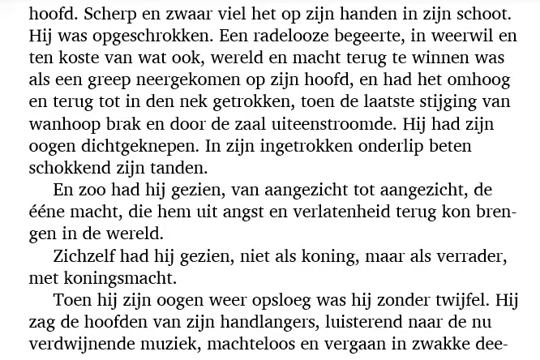 hoofd. Scherp en zwaar viel het op zijn handen in zijn schoot.
Hij was opgeschrokken. Een radelooze begeerte, in weerwil en
ten koste van wat ook, wereld en macht terug te winnen was
als een greep neergekomen op zijn hoofd, en had het omhoog
en terug tot in den nek getrokken, toen de laatste stijging van
wanhoop brak en door de zaal uiteenstroomde. Hij had zijn
oogen dichtgeknepen. In zijn ingetrokken onderlip beten
schokkend zijn tanden.
En zoo had hij gezien, van aangezicht tot aangezicht, de
ééne macht, die hem uit angst en verlatenheid terug kon bren-
gen in de wereld.
Zichzelf had hij gezien, niet als koning, maar als verrader,
met koningsmacht.
Toen hij zijn oogen weer opsloeg was hij zonder twijfel. Hij
zag de hoofden van zijn handlangers, luisterend naar de nu
verdwijnende muziek, machteloos en vergaan in zwakke dee-